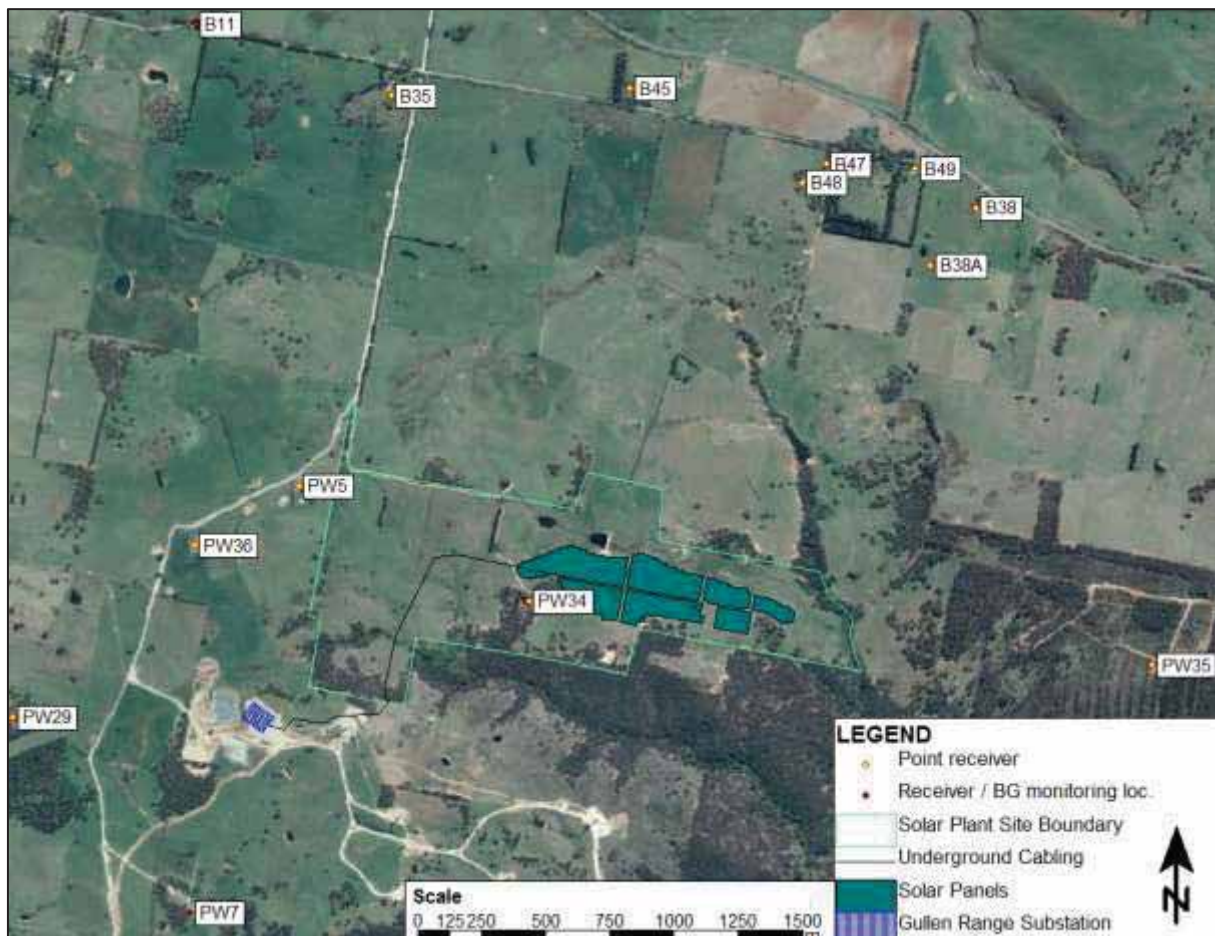 B11
B35
B45
B47
B48
B49
B38
B38A
PW5
PW36
PW34
PW35
PW29
PW7
LEGEND
Point receiver
Receiver / BG monitoring loc.
Solar Plant Site Boundary
Underground Cabling
Solar Panels
Gullen Range Substation
N
Scale
0 125 250 500 750 1000 1250 1500
m